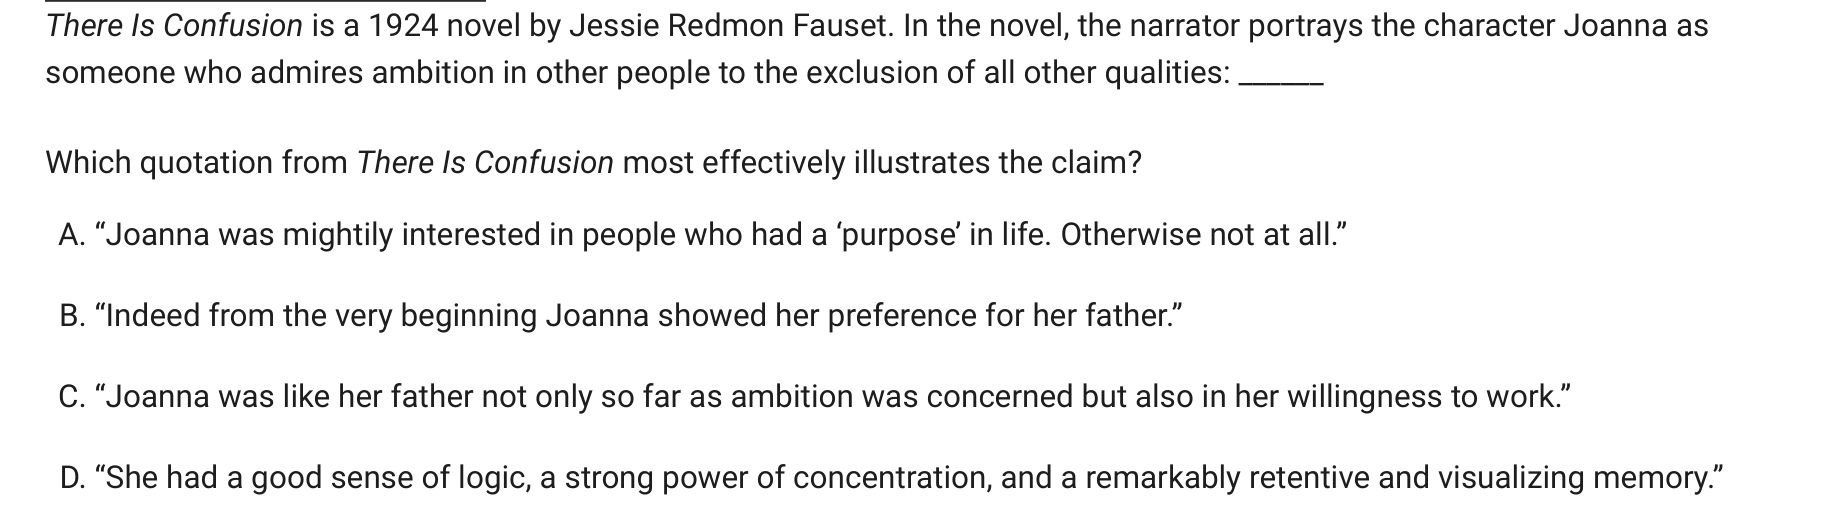 There Is Confusion is a 1924 novel by Jessie Redmon Fauset. In the novel, the narrator portrays the character Joanna as
someone who admires ambition in other people to the exclusion of all other qualities: ______
Which quotation from There Is Confusion most effectively illustrates the claim?
A. “Joanna was mightily interested in people who had a ‘purpose’ in life. Otherwise not at all.”
B. “Indeed from the very beginning Joanna showed her preference for her father.”
C. “Joanna was like her father not only so far as ambition was concerned but also in her willingness to work.”
D. “She had a good sense of logic, a strong power of concentration, and a remarkably retentive and visualizing memory.”